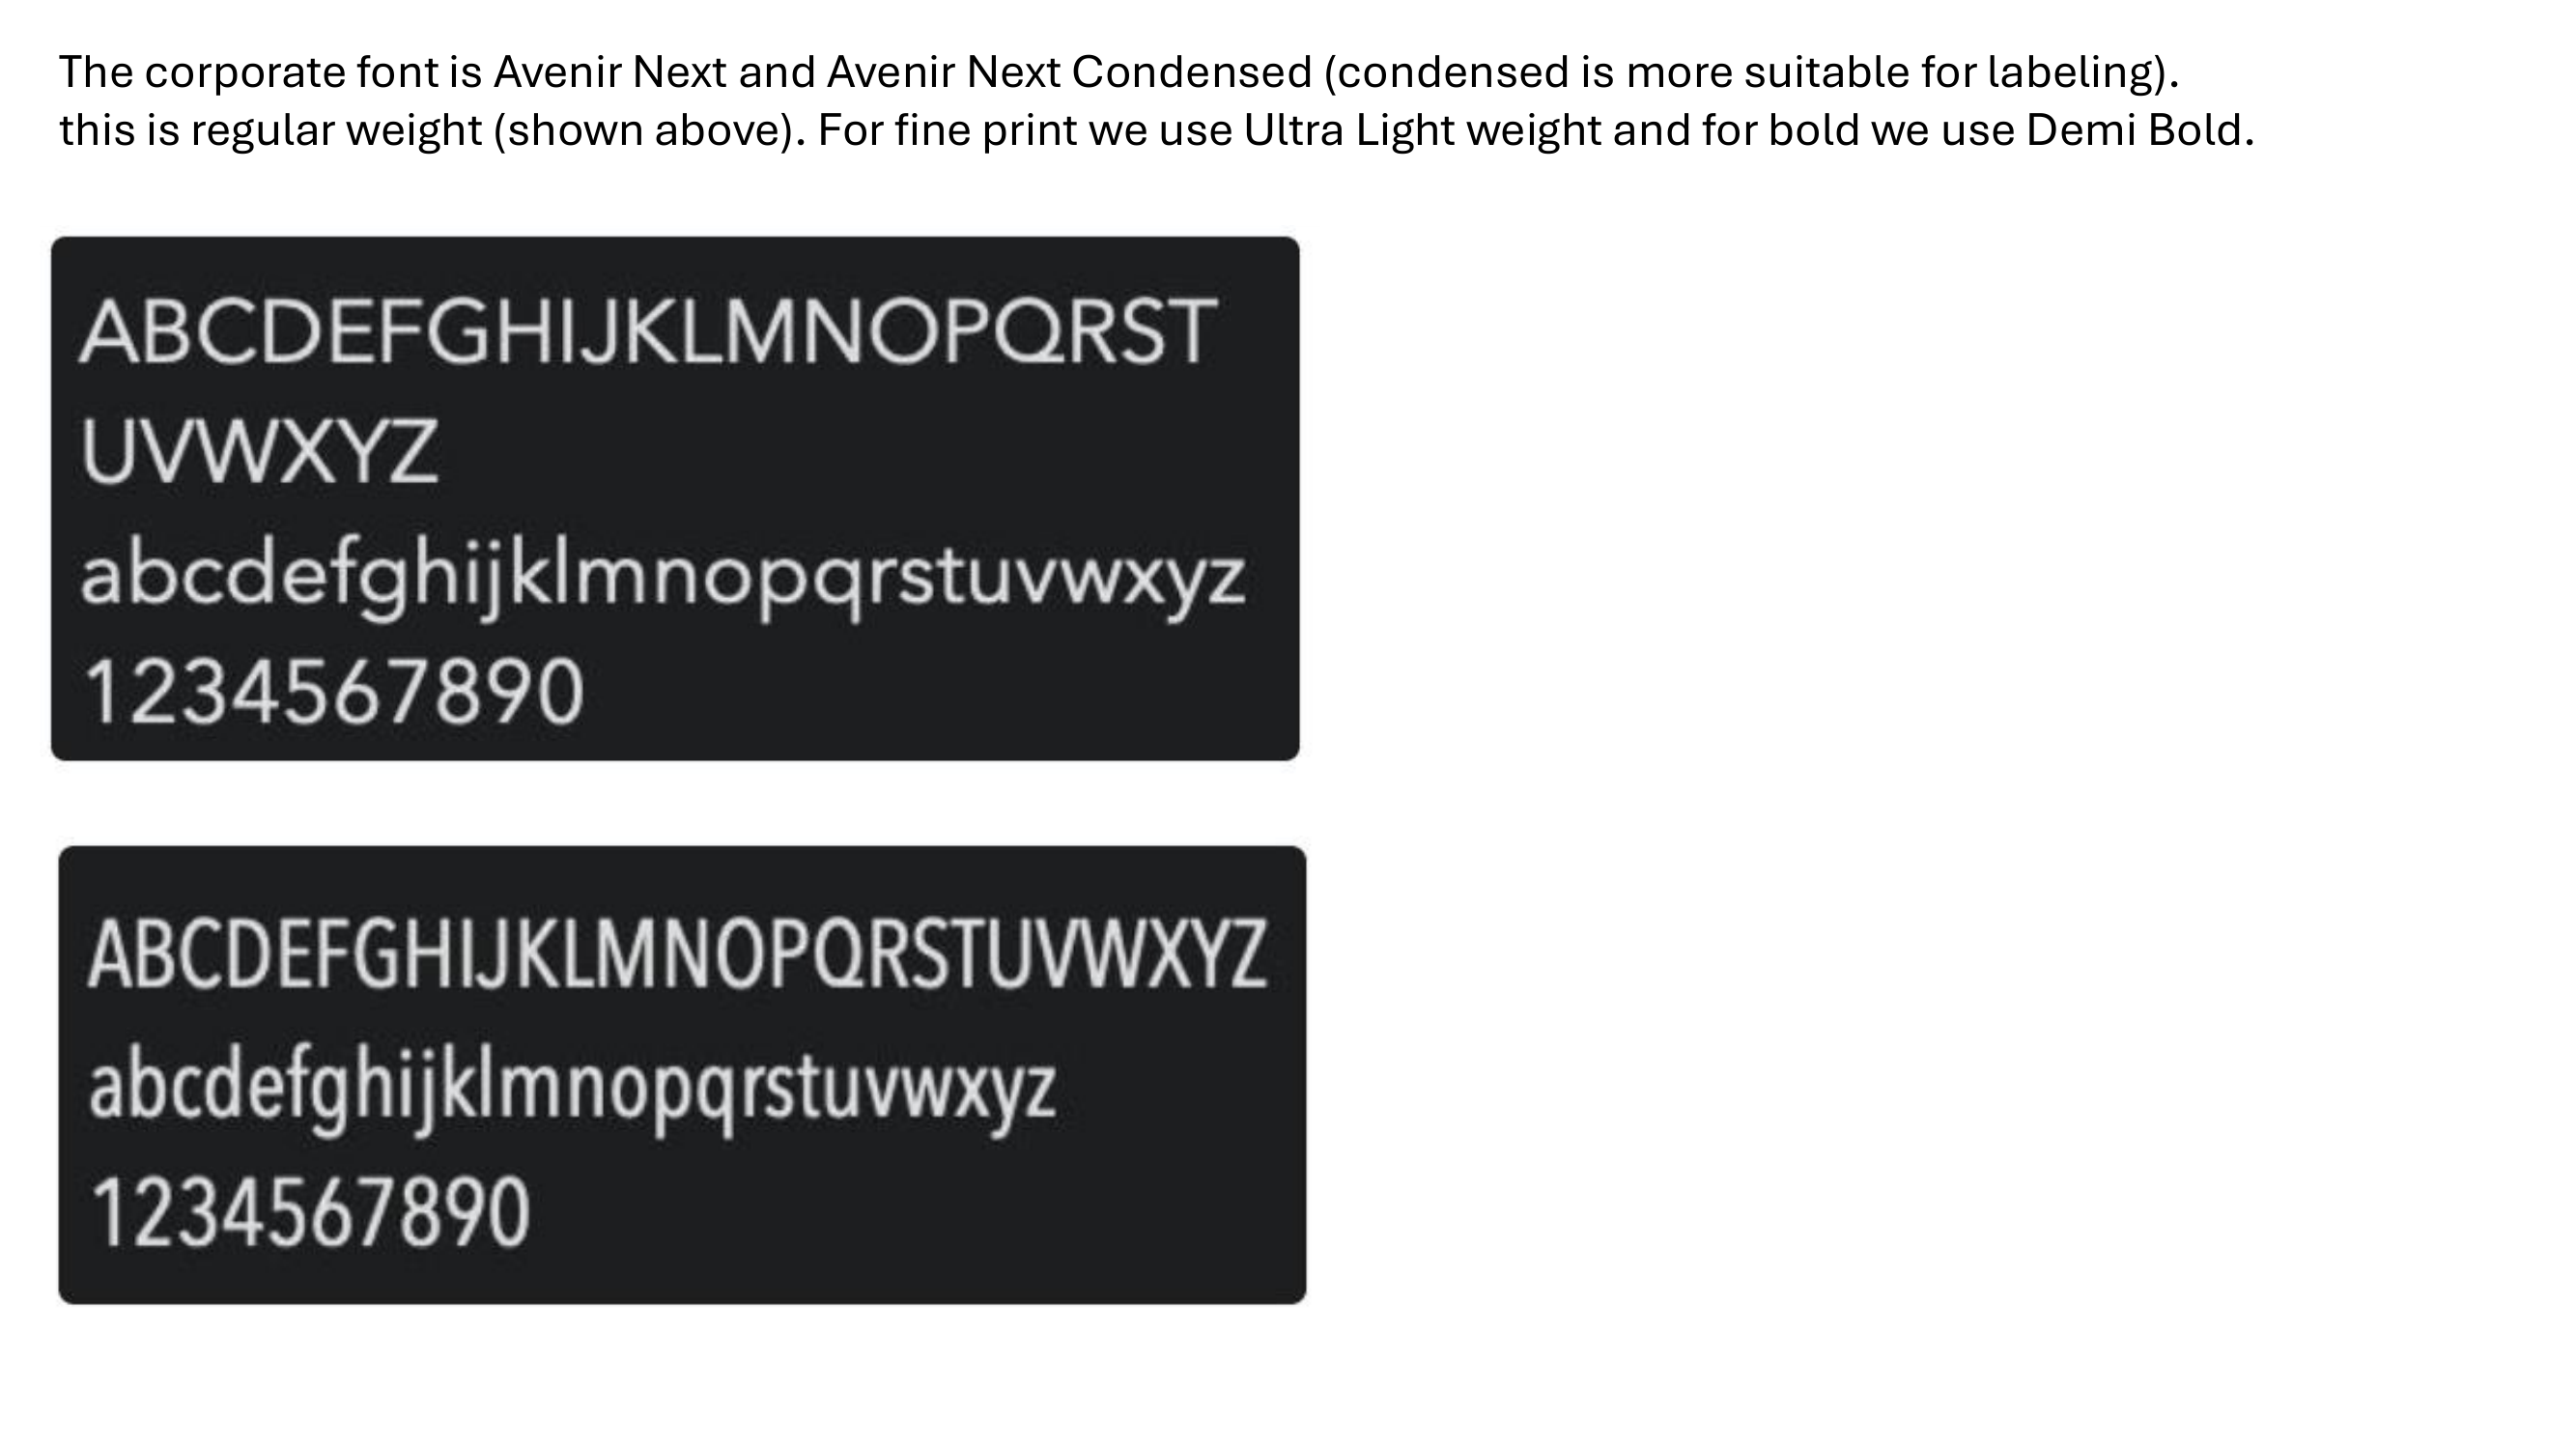 The corporate font is Avenir Next and Avenir Next Condensed (condensed is more suitable for labeling).
this is regular weight (shown above). For fine print we use Ultra Light weight and for bold we use Demi Bold.
ABCDEFGHIJKLMNOPQRST
UVWXYZ
abcdefghijklmnopqrstuvwxyz
1234567890
ABCDEFGHIJKLMNOPQRSTUVWXYZ
abcdefghijklmnopqrstuvwxyz
1234567890